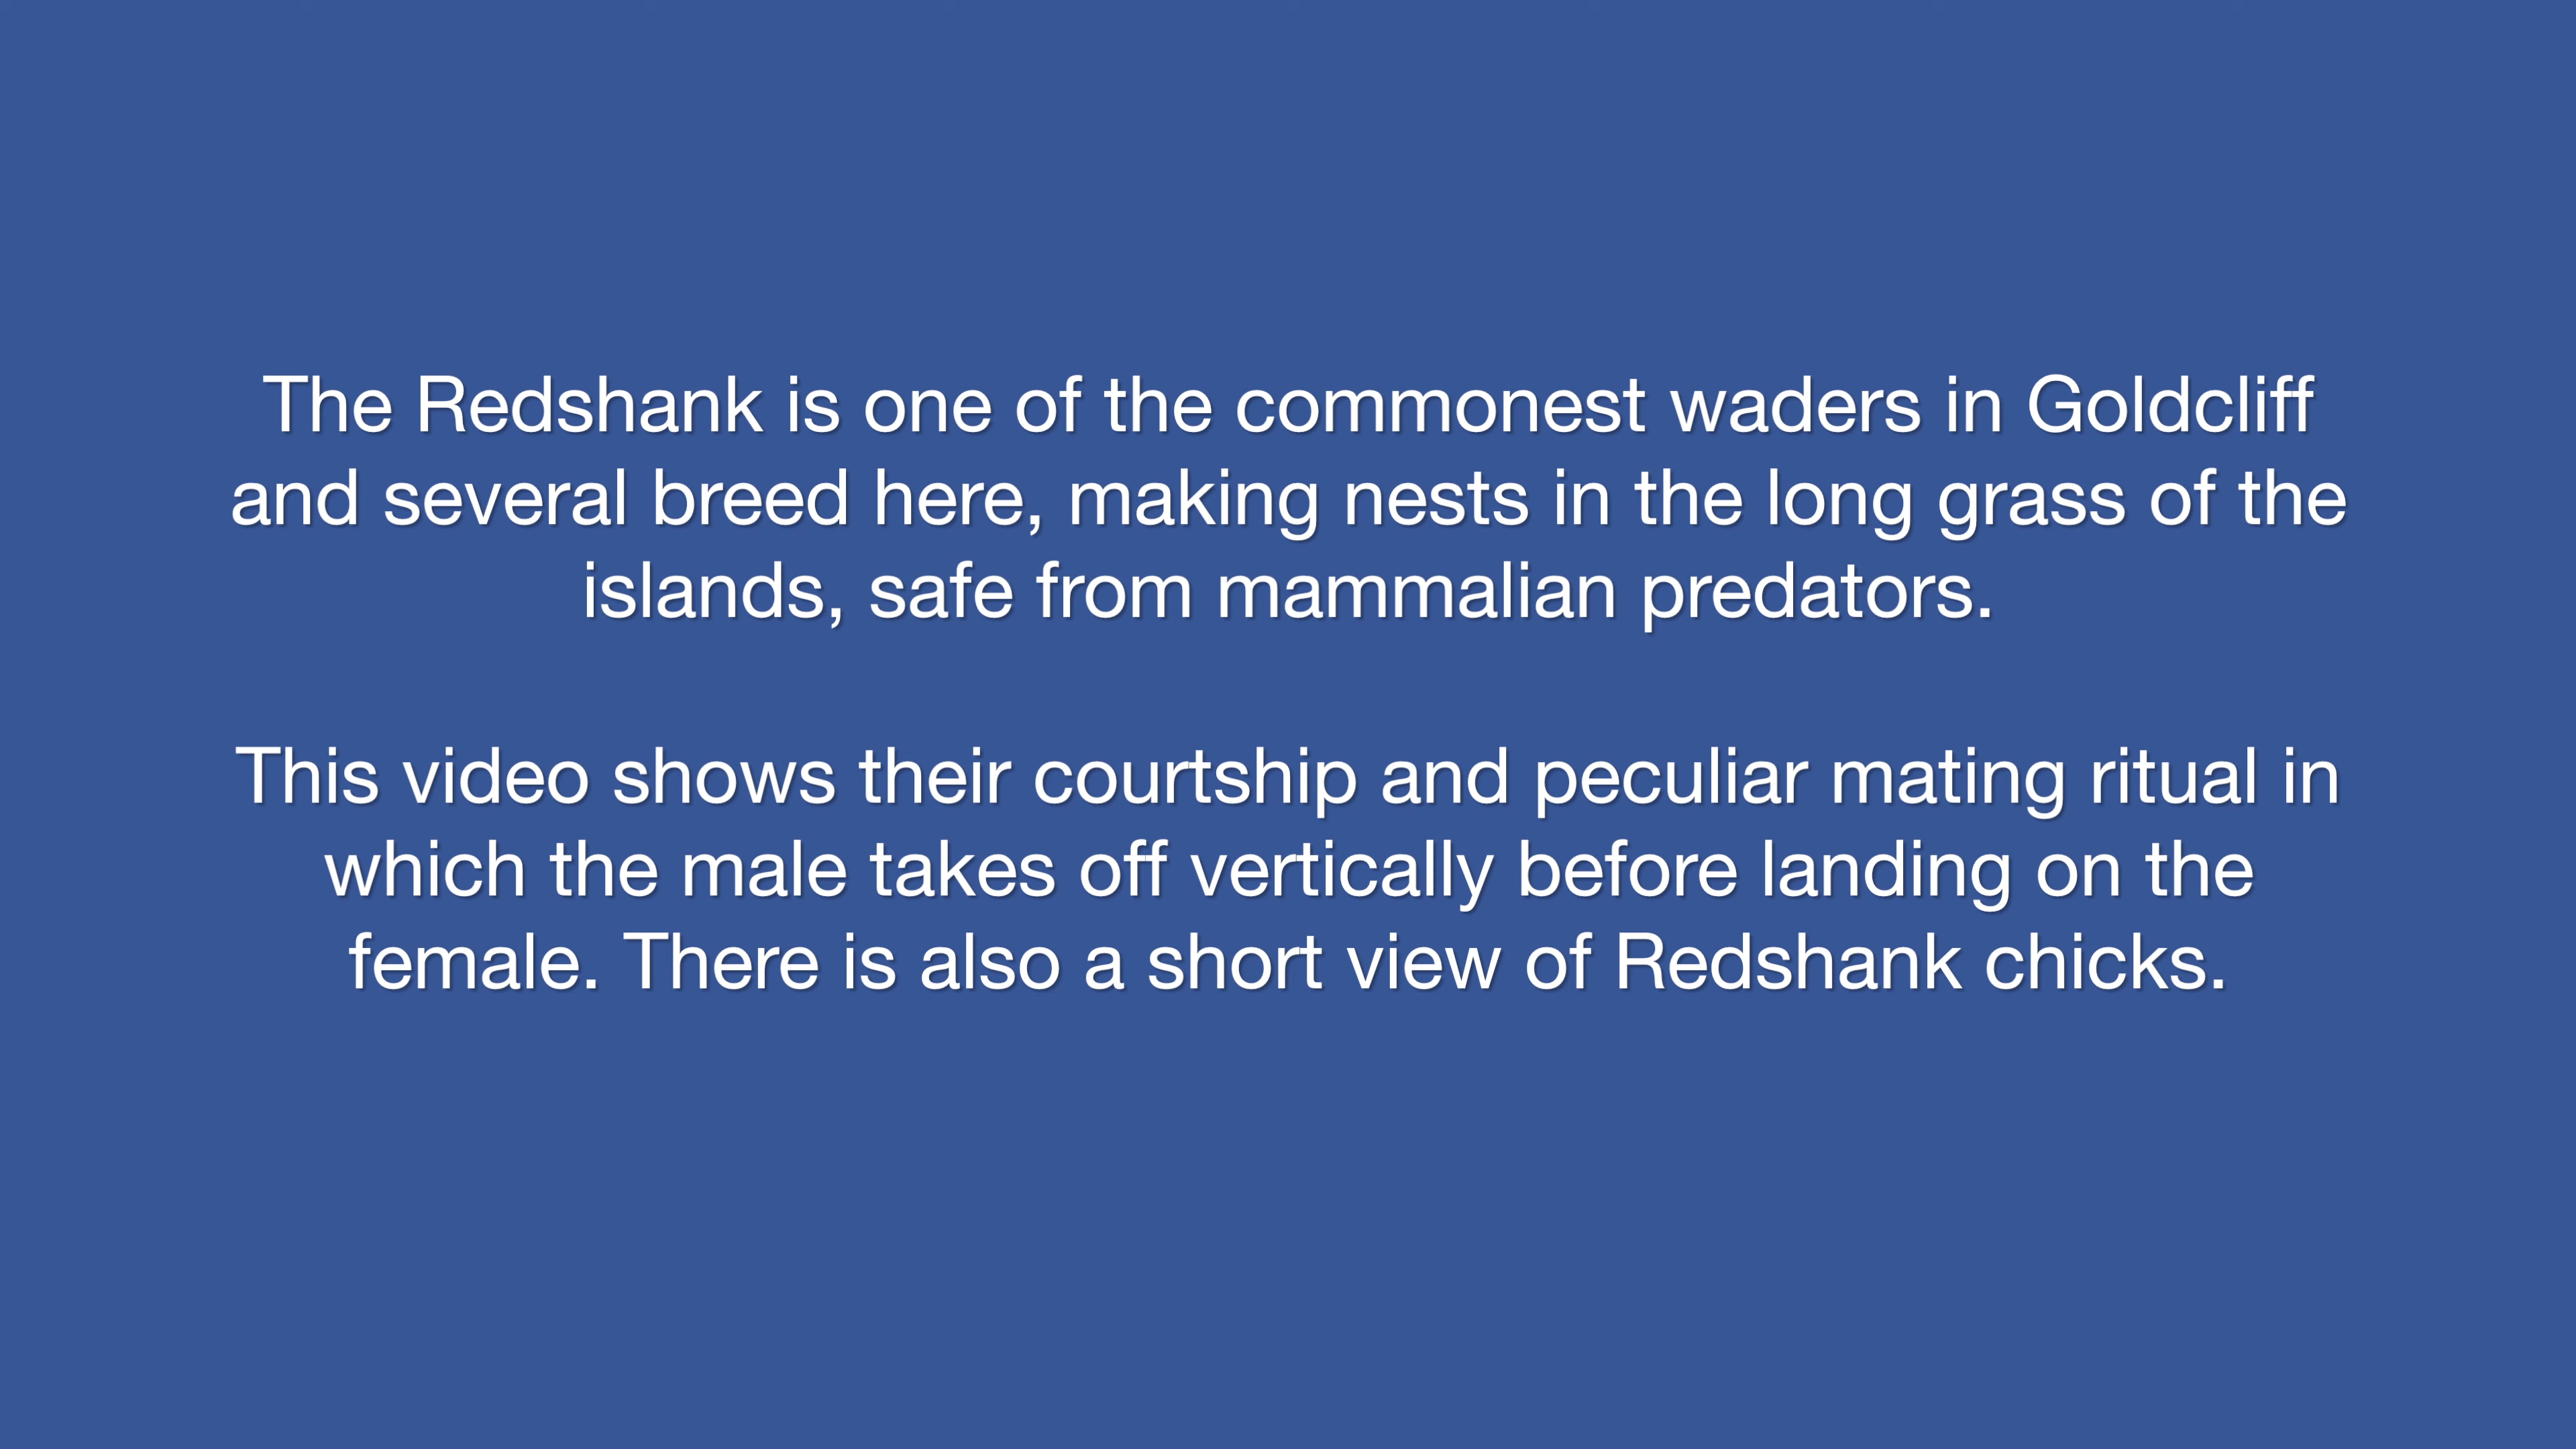 The Redshank is one of the commonest waders in Goldcliff
and several breed here, making nests in the long grass of the
islands, safe from mammalian predators.
This video shows their courtship and peculiar mating ritual in
which the male takes off vertically before landing on the
female. There is also a short view of Redshank chicks.